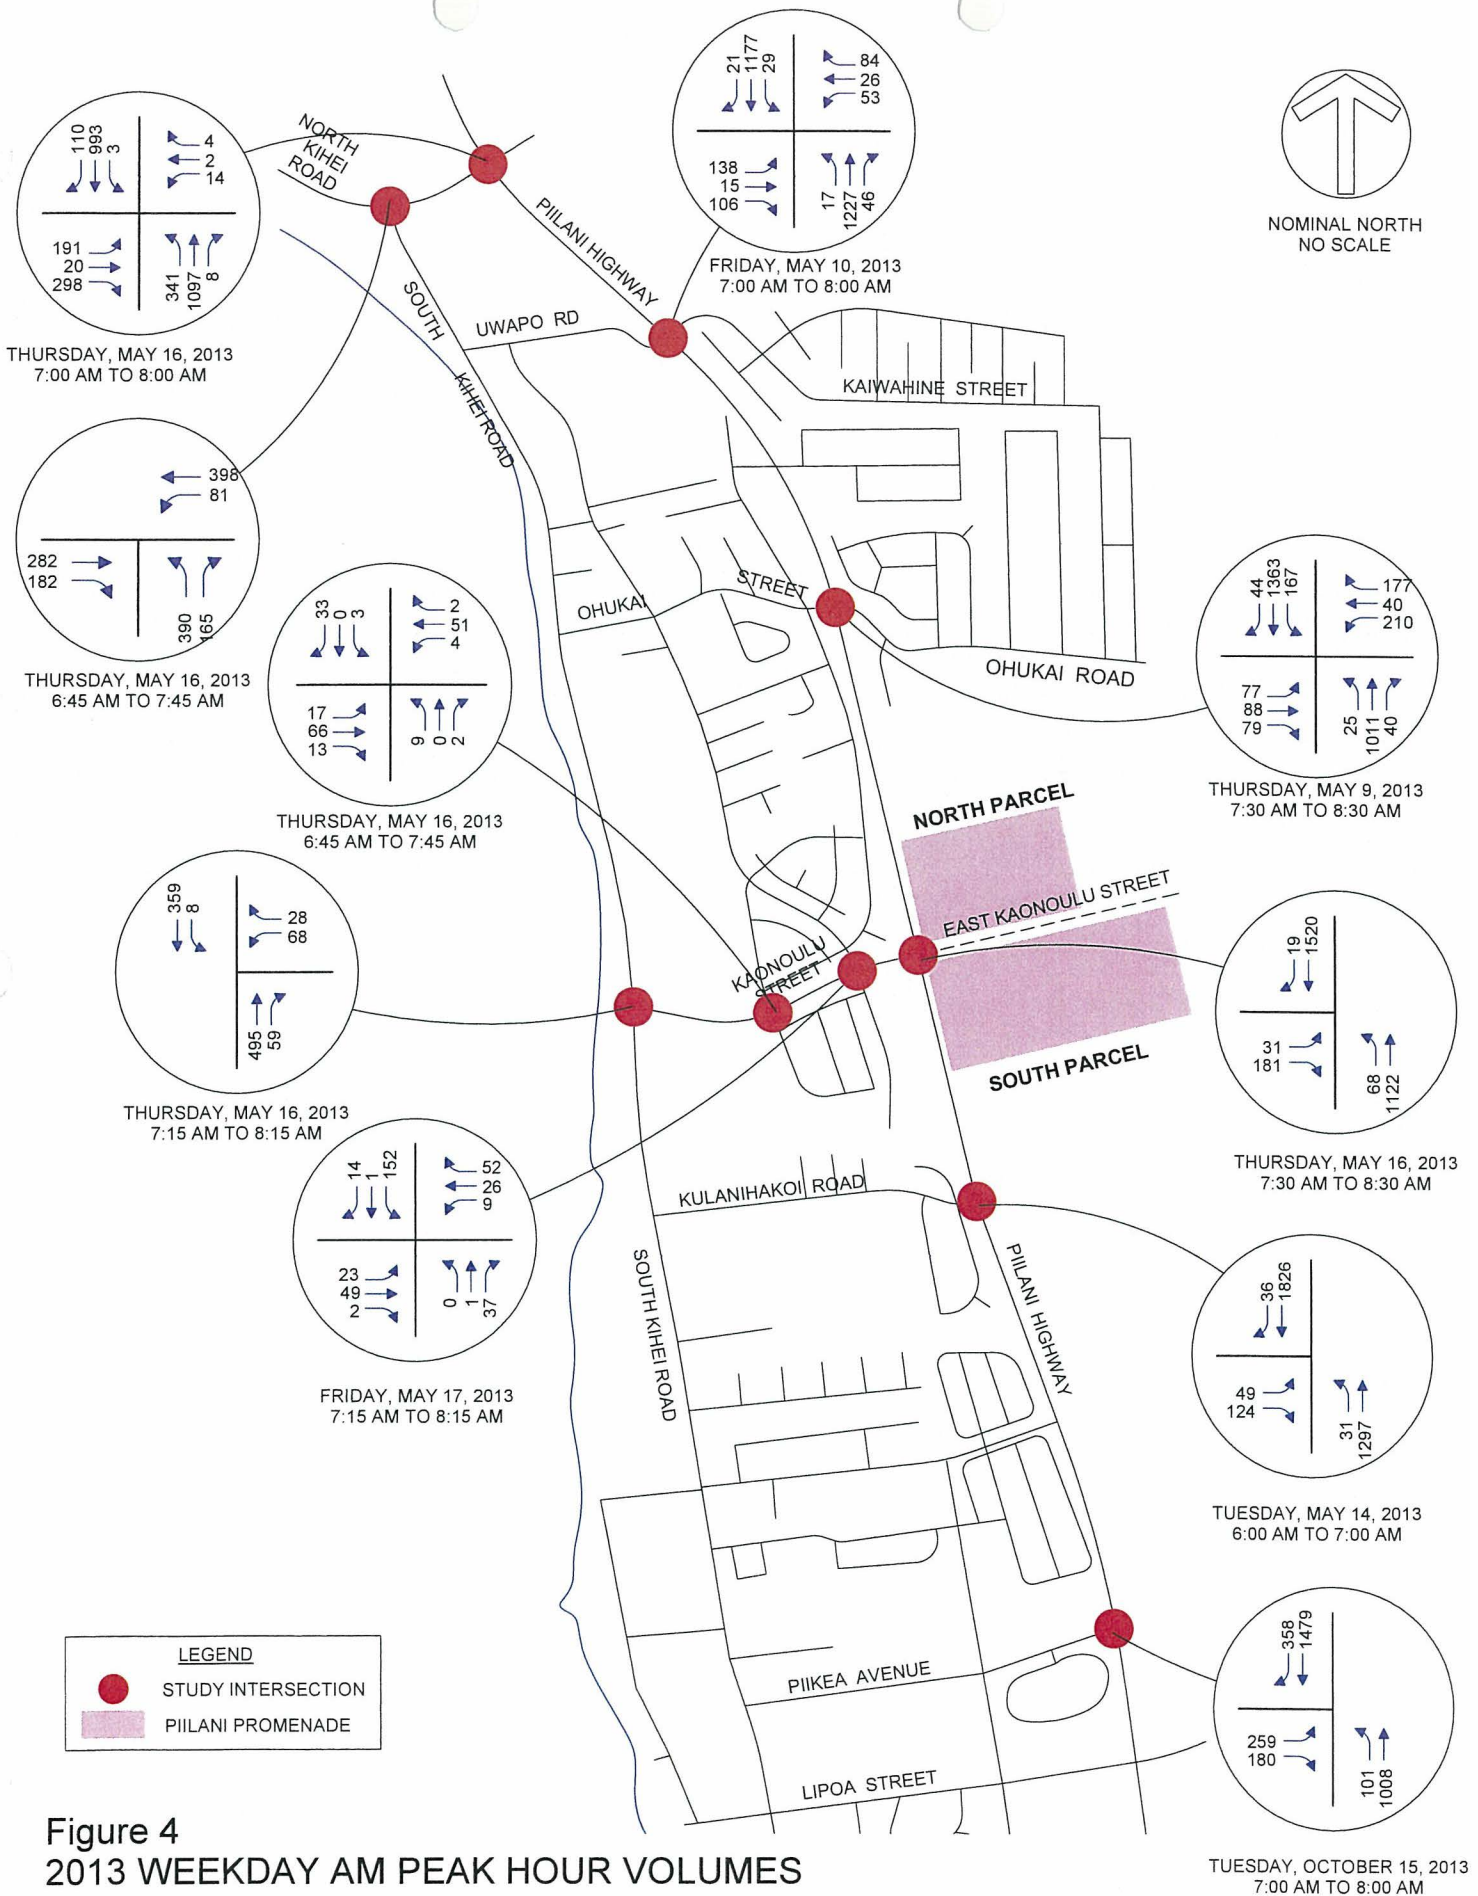 21
1177
29
84
26
53
138
15
106
17
1227
46
FRIDAY, MAY 10, 2013
7:00 AM TO 8:00 AM
NOMINAL NORTH
NO SCALE
110
993
3
4
2
14
191
20
298
341
1097
8
THURSDAY, MAY 16, 2013
7:00 AM TO 8:00 AM
NORTH
KIHEI
ROAD
PIILANI HIGHWAY
SOUTH
KIHEI ROAD
UWAPO RD
KAIWAHINE STREET
398
81
282
182
390
165
THURSDAY, MAY 16, 2013
6:45 AM TO 7:45 AM
33
0
3
2
51
4
17
66
13
9
0
2
THURSDAY, MAY 16, 2013
6:45 AM TO 7:45 AM
OHUKAI
STREET
OHUKAI ROAD
44
1363
167
177
40
210
77
88
79
25
1011
40
THURSDAY, MAY 9, 2013
7:30 AM TO 8:30 AM
NORTH PARCEL
EAST KAONOULU STREET
SOUTH PARCEL
KAONOULU
STREET
359
8
28
68
495
59
THURSDAY, MAY 16, 2013
7:15 AM TO 8:15 AM
19
1520
31
181
68
1122
THURSDAY, MAY 16, 2013
7:30 AM TO 8:30 AM
14
1
152
52
26
9
23
49
2
0
1
37
FRIDAY, MAY 17, 2013
7:15 AM TO 8:15 AM
KULANIHAKOI ROAD
SOUTH KIHEI ROAD
PIILANI HIGHWAY
36
1826
49
124
31
1297
TUESDAY, MAY 14, 2013
6:00 AM TO 7:00 AM
PIIKEA AVENUE
LIPOA STREET
358
1479
259
180
101
1008
TUESDAY, OCTOBER 15, 2013
7:00 AM TO 8:00 AM
LEGEND
STUDY INTERSECTION
PIILANI PROMENADE
Figure 4
2013 WEEKDAY AM PEAK HOUR VOLUMES